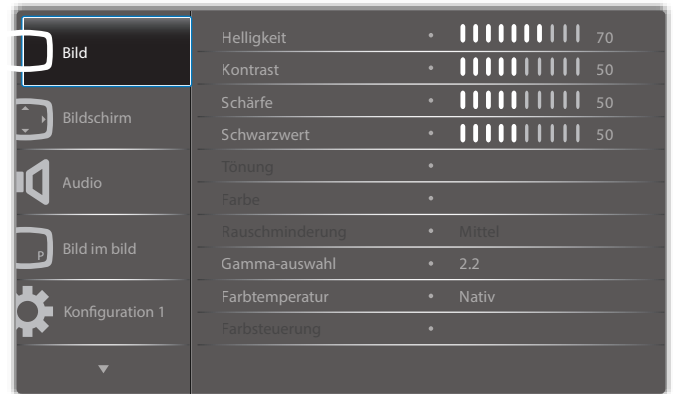 Bild
Bildschirm
Audio
P
Bild im bild
Konfiguration 1
Helligkeit • 70
Kontrast • 50
Schärfe • 50
Schwarzwert • 50
Tönung •
Farbe •
Rauschminderung • Mittel
Gamma-auswahl • 2.2
Farbtemperatur • Nativ
Farbsteuerung •